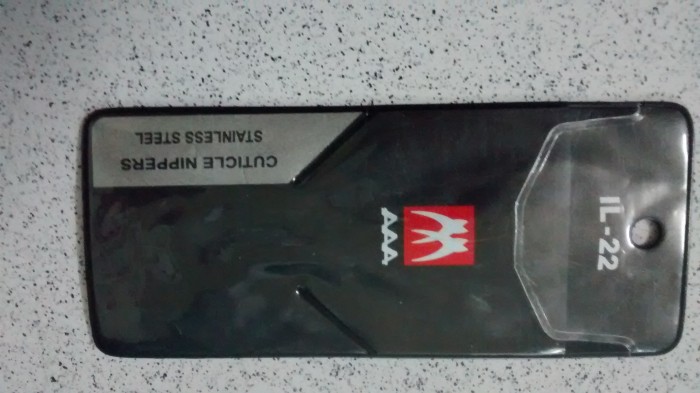 IL-22
AAA
CUTICLE NIPPERS
STAINLESS STEEL